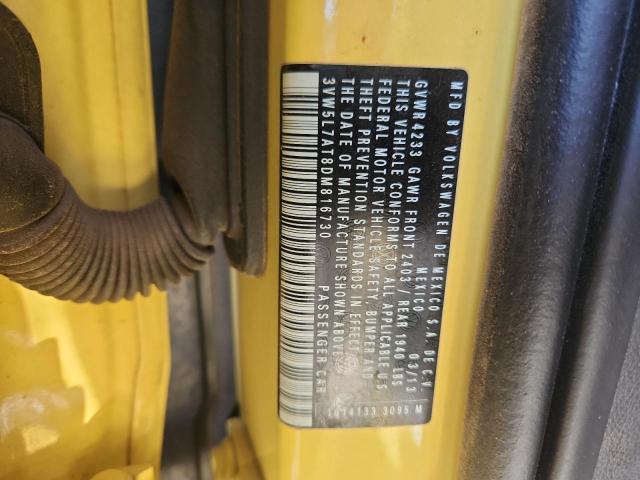 MFD BY VOLKSWAGEN DE MEXICO S.A. DE C.V.
MEXICO 03/13
GVWR 4233 GAWR FRONT 2403, REAR 1940 LBS
THIS VEHICLE CONFORMS TO ALL APPLICABLE U.S
FEDERAL MOTOR VEHICLE SAFETY, BUMPER AND
THEFT PREVENTION STANDARDS IN EFFECT
THE DATE OF MANUFACTURE SHOWN ABOVE
3VW5L7AT8DM816730 PASSENGER CAR
3095 M